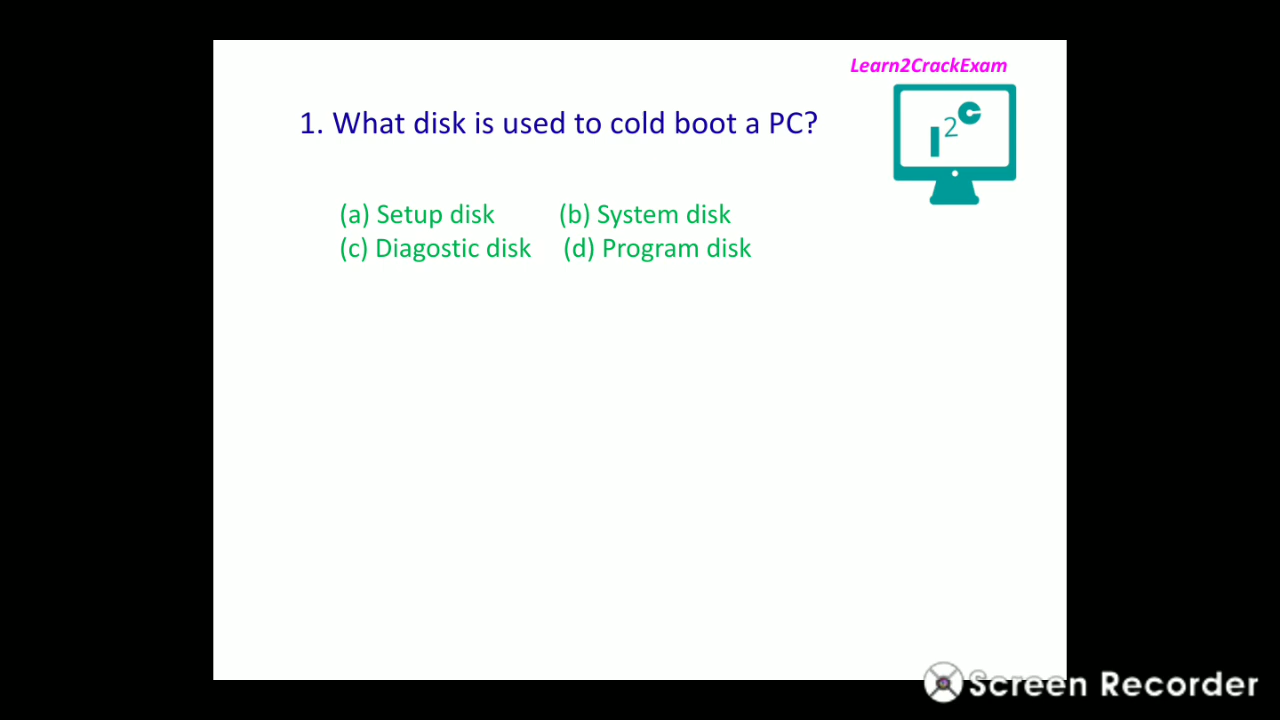 Learn2CrackExam
1. What disk is used to cold boot a PC?
l2C
(a) Setup disk (b) System disk
(c) Diagostic disk (d) Program disk
Screen Recorder